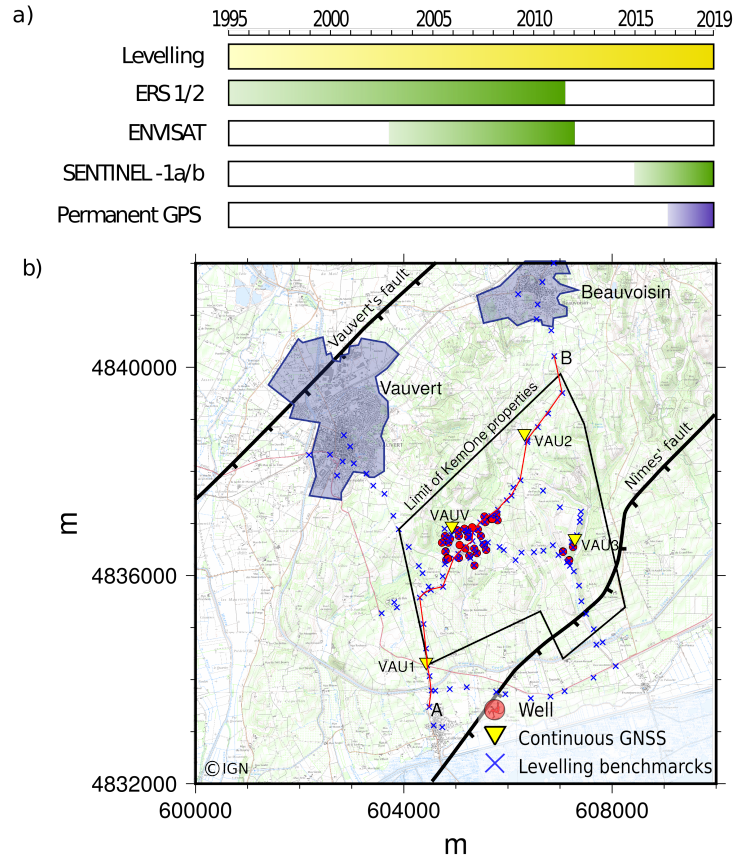 a)
1995 2000 2005 2010 2015 2019
Levelling
ERS 1/2
ENVISAT
SENTINEL -1a/b
Permanent GPS
b)
Beauvoisin
Vauvert's fault
B
4840000
Vauvert
Limit of KemOne properties
VAU2
Nîmes' fault
VAUV
VAU3
m
4836000
VAU1
A
Well
Continuous GNSS
Levelling benchmarcks
©IGN
4832000
600000 604000 608000
m